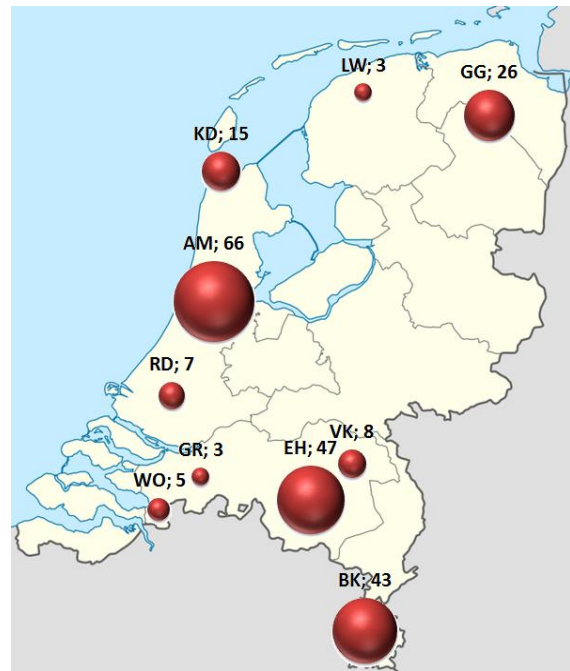 LW; 3
GG; 26
KD; 15
AM; 66
RD; 7
VK; 8
GR; 3
EH; 47
WO; 5
BK; 43